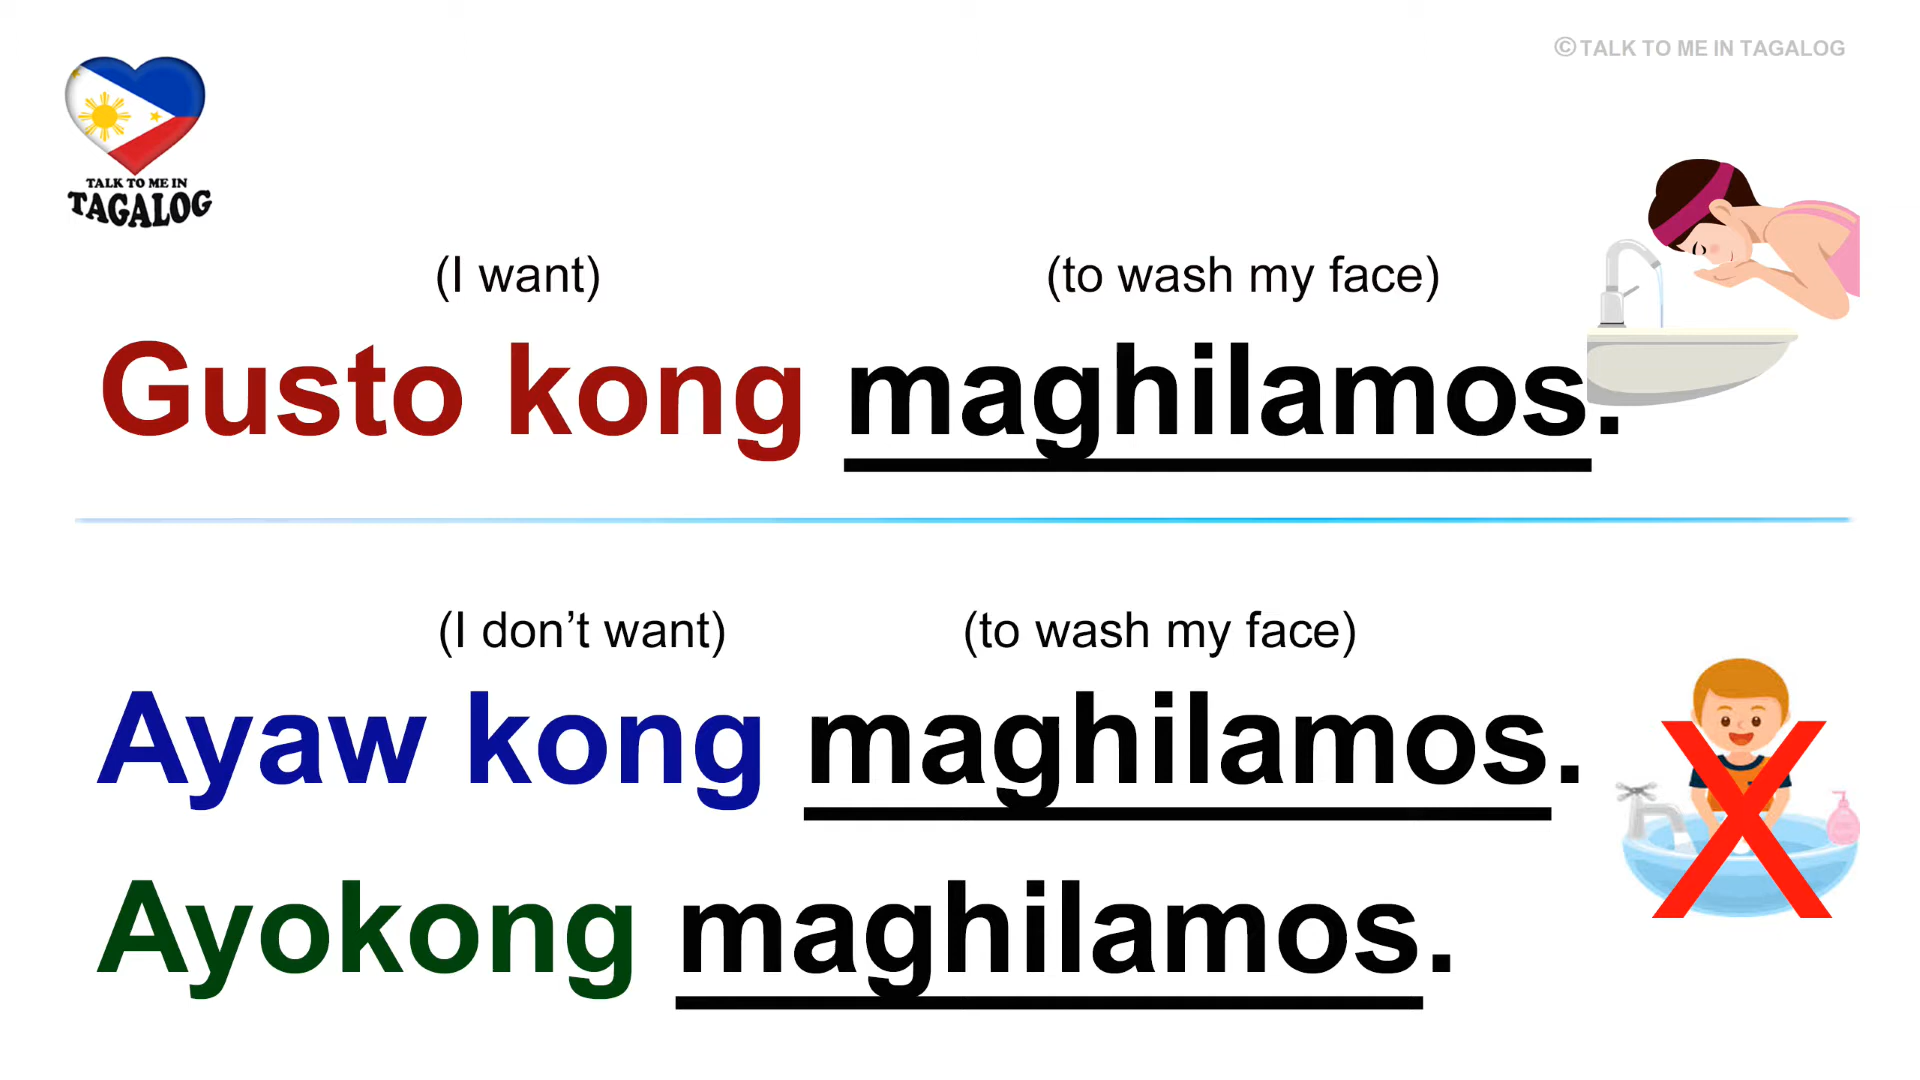 © TALK TO ME IN TAGALOG
TALK TO ME IN
TAGALOG
(I want) (to wash my face)
Gusto kong maghilamos.
(I don’t want) (to wash my face)
Ayaw kong maghilamos.
Ayokong maghilamos.